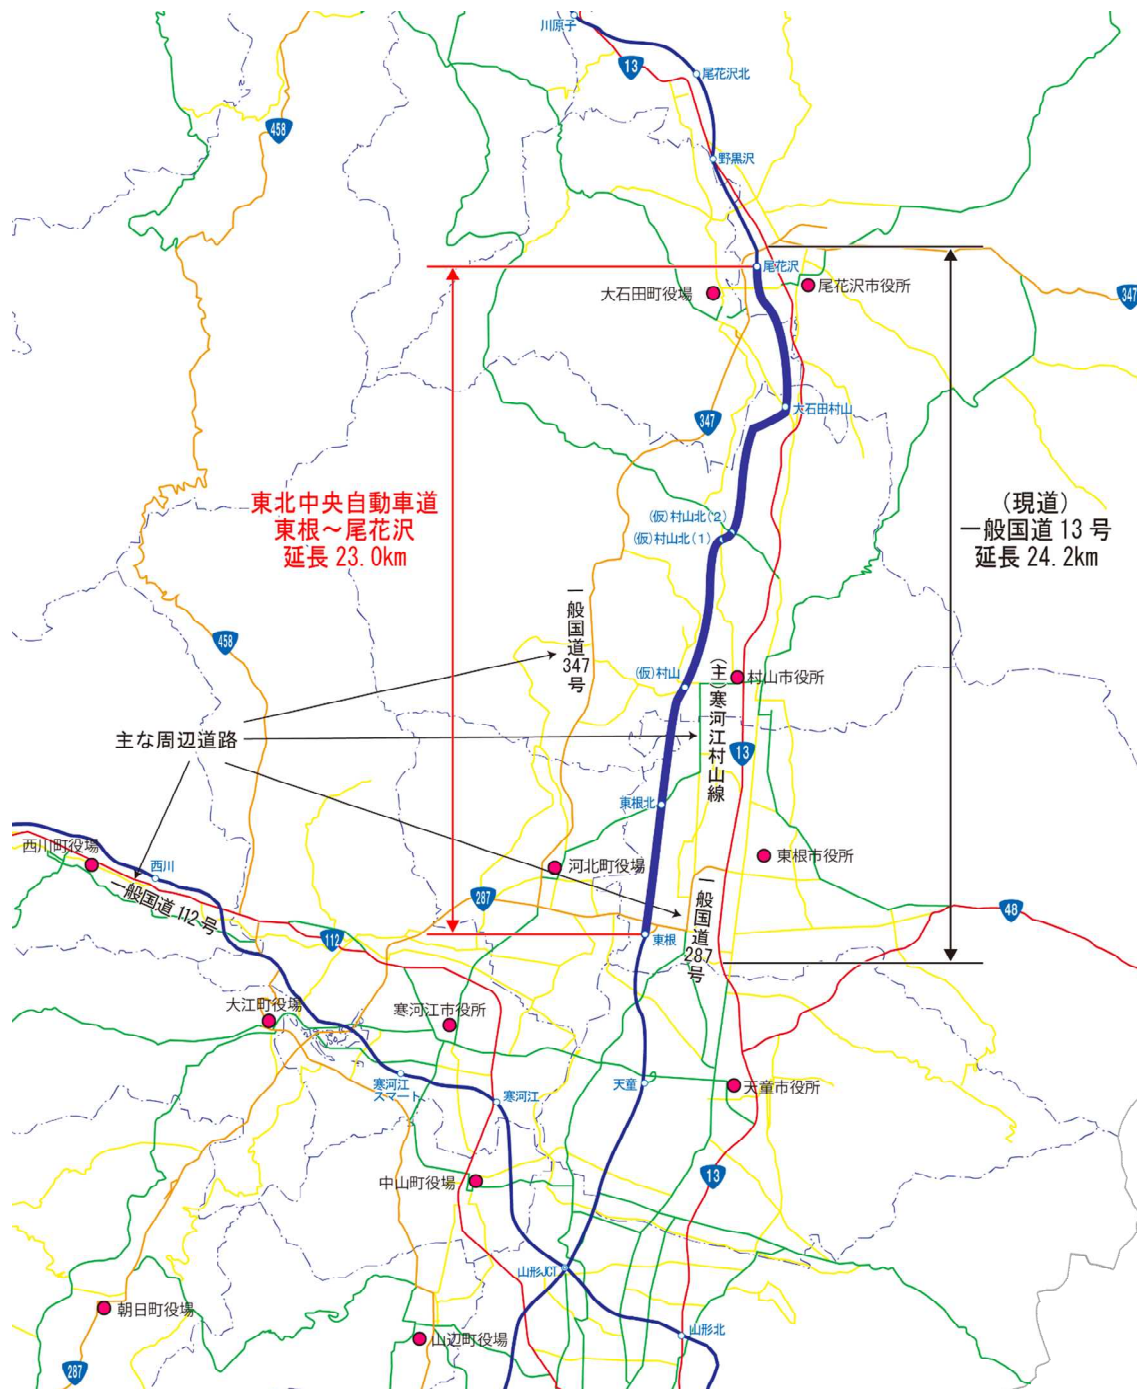 川原子
13
尾花沢北
458
野黒沢
尾花沢
大石田町役場
尾花沢市役所
347
大石田村山
347
東北中央自動車道
東根～尾花沢
延長 23.0km
(現道)
一般国道 13 号
延長 24.2km
(仮)村山北(2)
(仮)村山北(1)
一般国道347号
458
(仮)村山
村山市役所
(主)寒河江村山線
主な周辺道路
13
東根北
西川町役場
西川
河北町役場
東根市役所
一般国道 112 号
287
一般国道287号
48
112
東根
大江町役場
寒河江市役所
寒河江
スマート
寒河江
天童
天童市役所
中山町役場
13
山形JCT
朝日町役場
山辺町役場
山形北
287